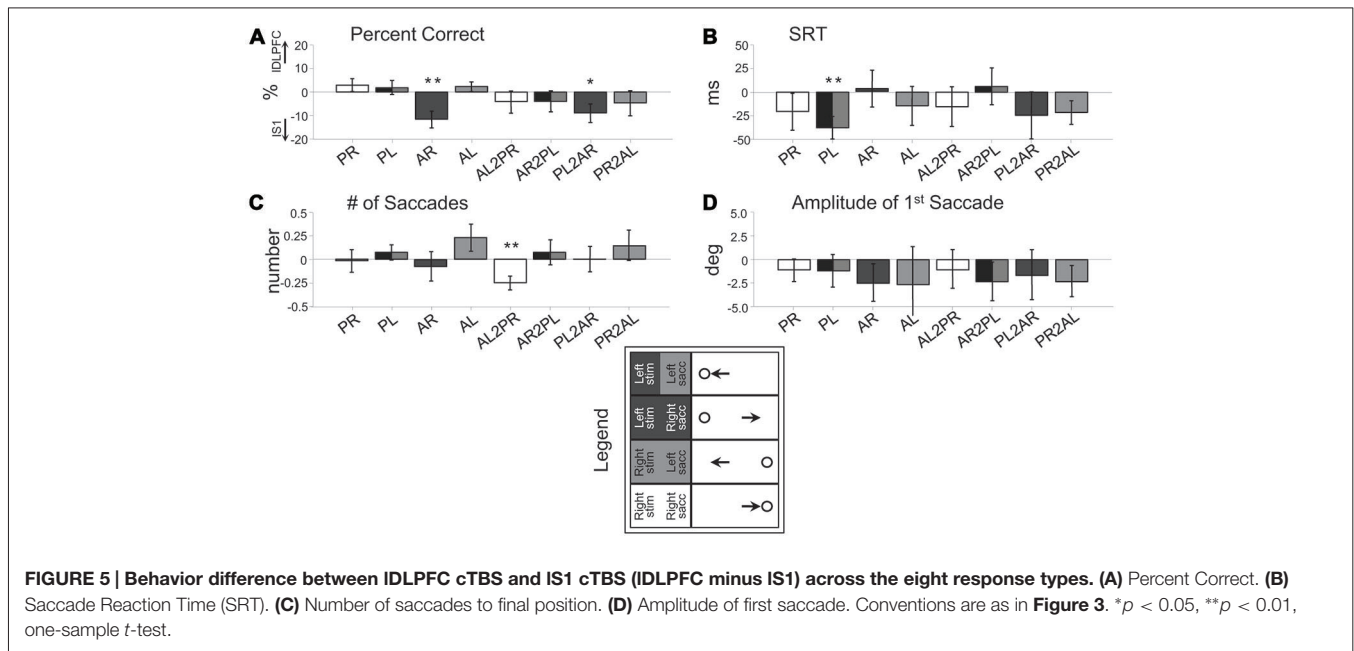 A Percent Correct
lDLPFC
20
10
0
-10
-20
%
lS1
**
*
PR PL AR AL AL2PR AR2PL PL2AR PR2AL
B SRT
50
25
0
-25
-50
ms
**
PR PL AR AL AL2PR AR2PL PL2AR PR2AL
C # of Saccades
0.5
0.25
0
-0.25
-0.5
number
**
PR PL AR AL AL2PR AR2PL PL2AR PR2AL
D Amplitude of 1st Saccade
5.0
2.5
0
-2.5
-5.0
deg
PR PL AR AL AL2PR AR2PL PL2AR PR2AL
Legend
Left stim Left sacc
Left stim Right sacc
Right stim Left sacc
Right stim Right sacc
FIGURE 5 | Behavior difference between lDLPFC cTBS and lS1 cTBS (lDLPFC minus lS1) across the eight response types. (A) Percent Correct. (B)
Saccade Reaction Time (SRT). (C) Number of saccades to final position. (D) Amplitude of first saccade. Conventions are as in Figure 3. *p < 0.05, **p < 0.01,
one-sample t-test.